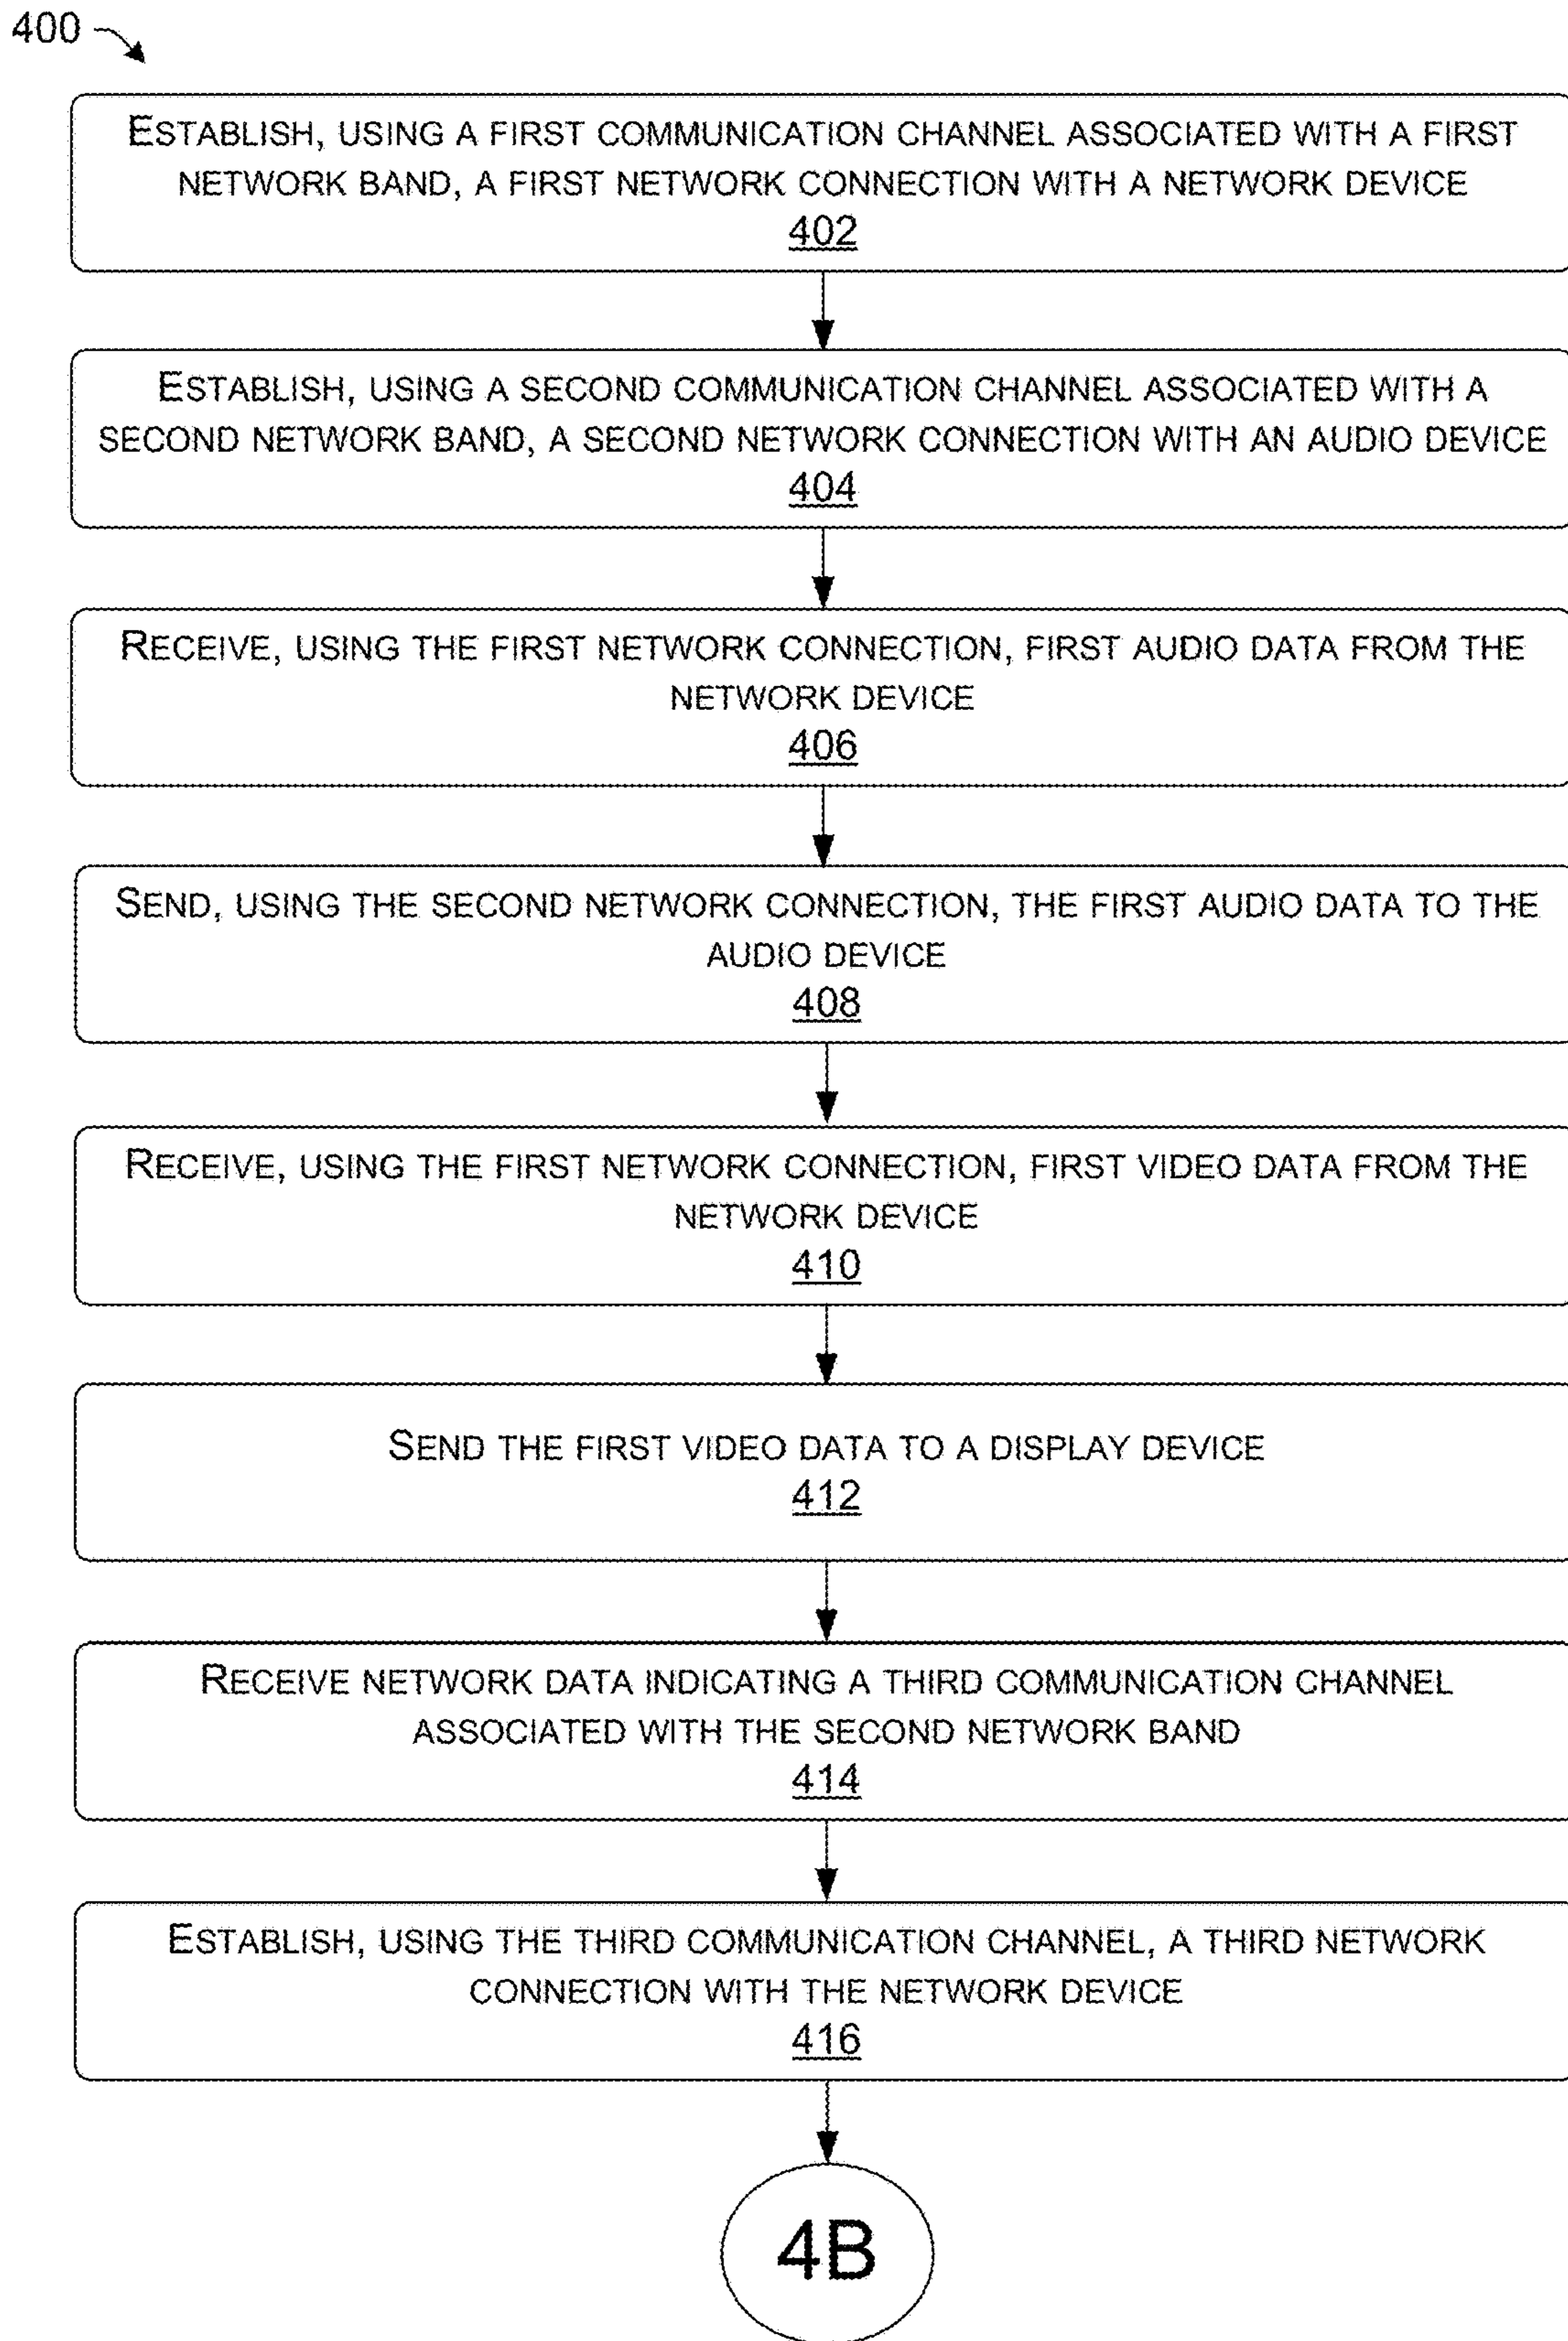 400
ESTABLISH, USING A FIRST COMMUNICATION CHANNEL ASSOCIATED WITH A FIRST
NETWORK BAND, A FIRST NETWORK CONNECTION WITH A NETWORK DEVICE
402
ESTABLISH, USING A SECOND COMMUNICATION CHANNEL ASSOCIATED WITH A
SECOND NETWORK BAND, A SECOND NETWORK CONNECTION WITH AN AUDIO DEVICE
404
RECEIVE, USING THE FIRST NETWORK CONNECTION, FIRST AUDIO DATA FROM THE
NETWORK DEVICE
406
SEND, USING THE SECOND NETWORK CONNECTION, THE FIRST AUDIO DATA TO THE
AUDIO DEVICE
408
RECEIVE, USING THE FIRST NETWORK CONNECTION, FIRST VIDEO DATA FROM THE
NETWORK DEVICE
410
SEND THE FIRST VIDEO DATA TO A DISPLAY DEVICE
412
RECEIVE NETWORK DATA INDICATING A THIRD COMMUNICATION CHANNEL
ASSOCIATED WITH THE SECOND NETWORK BAND
414
ESTABLISH, USING THE THIRD COMMUNICATION CHANNEL, A THIRD NETWORK
CONNECTION WITH THE NETWORK DEVICE
416
4B